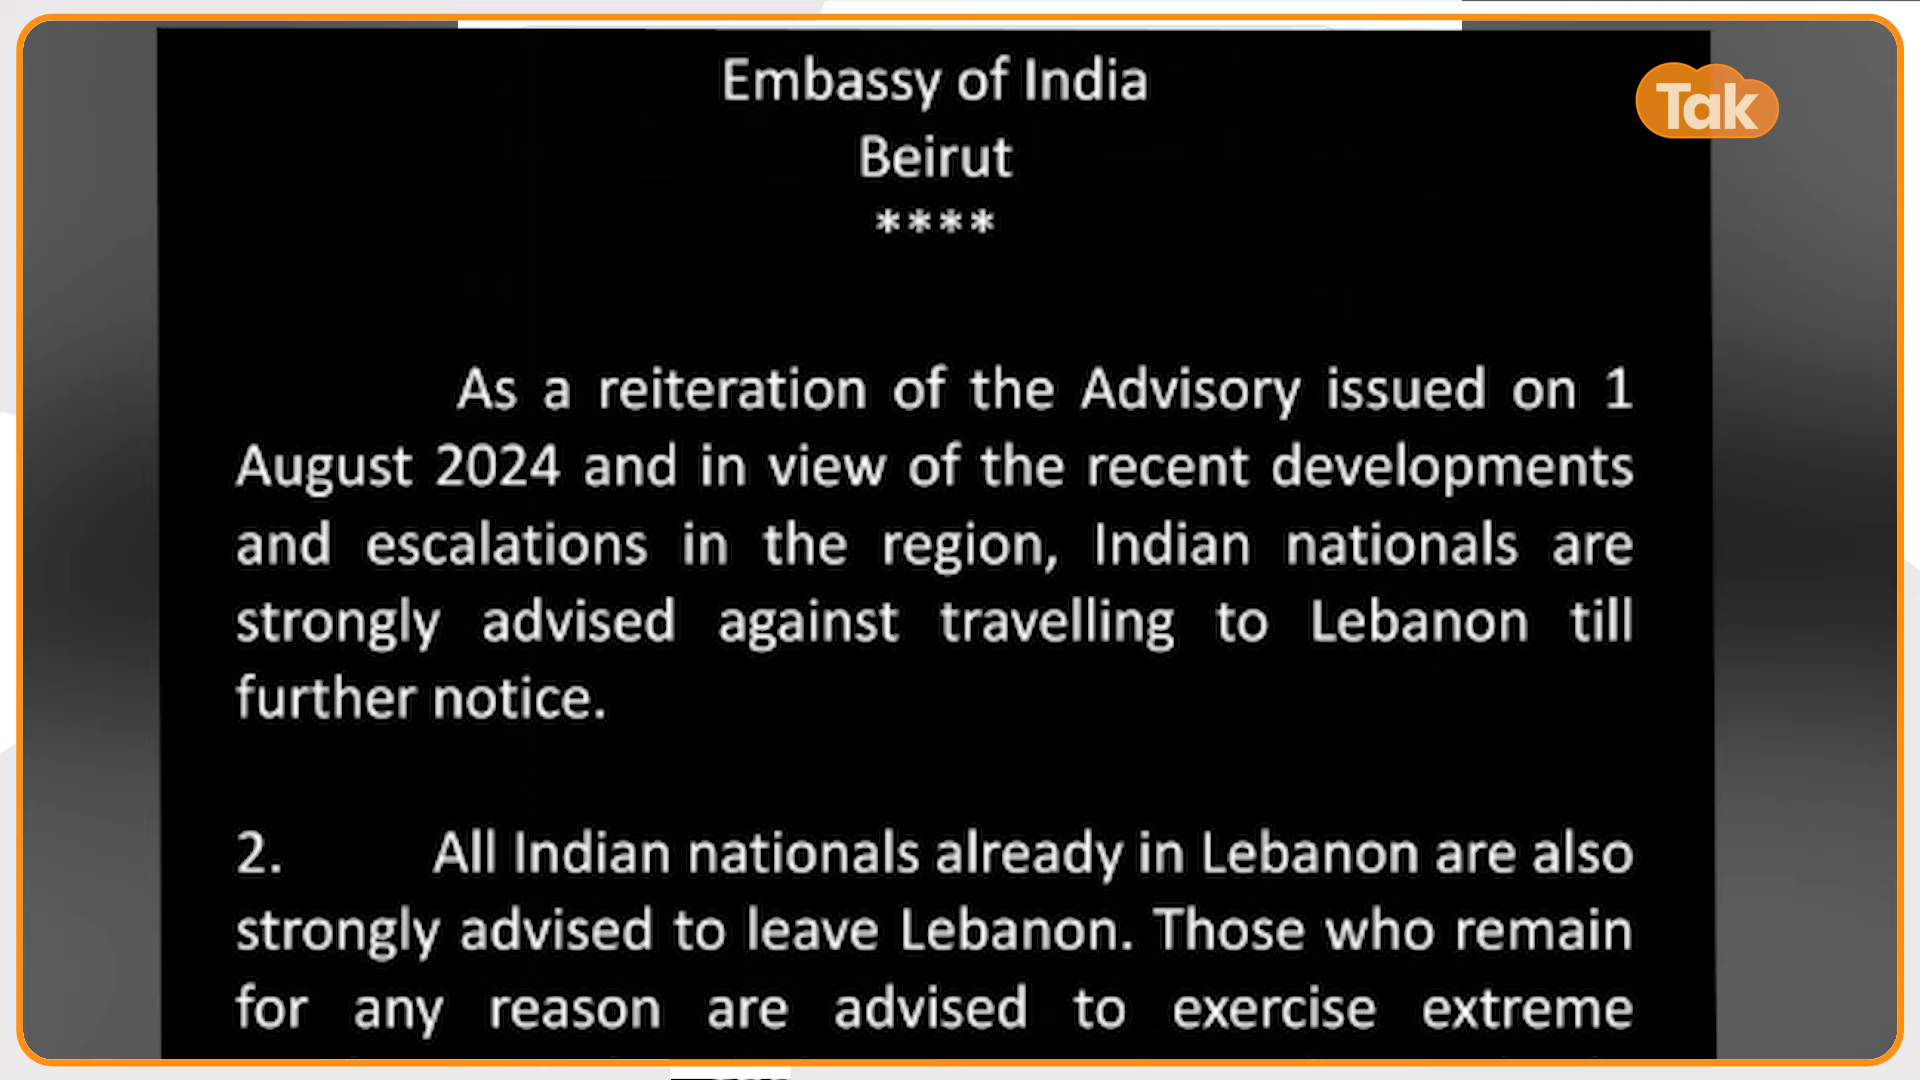 Embassy of India
Beirut
****
Tak
As a reiteration of the Advisory issued on 1
August 2024 and in view of the recent developments
and escalations in the region, Indian nationals are
strongly advised against travelling to Lebanon till
further notice.
2. All Indian nationals already in Lebanon are also
strongly advised to leave Lebanon. Those who remain
for any reason are advised to exercise extreme